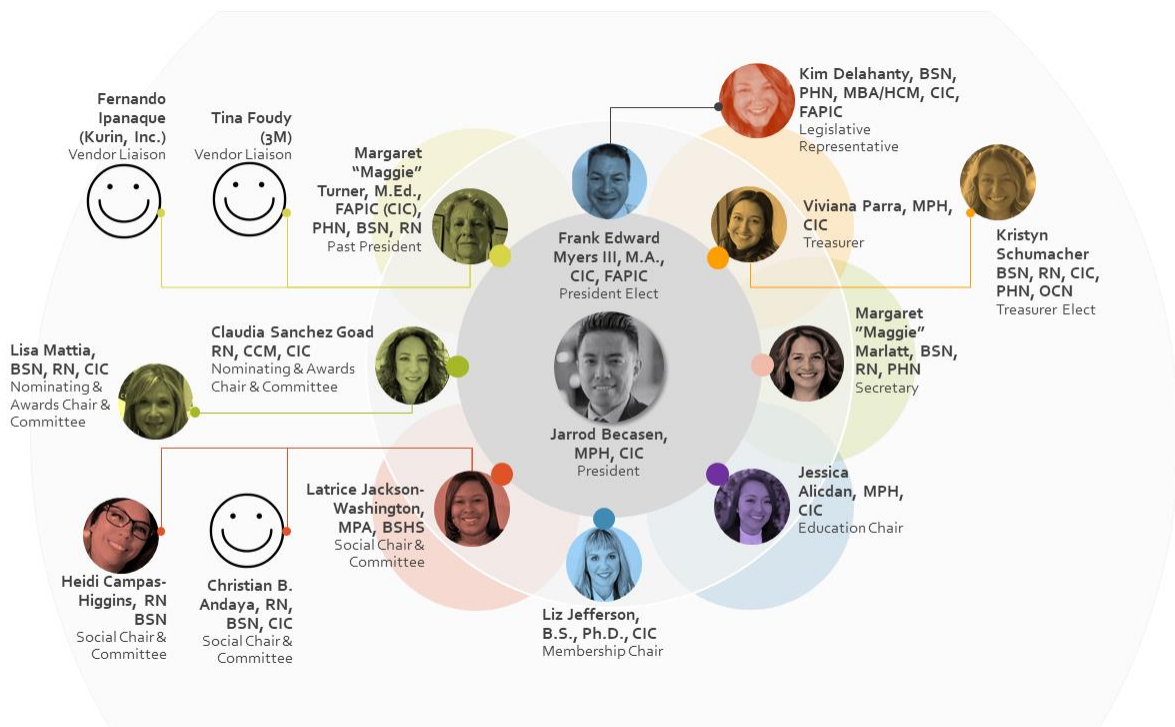 Kim Delahanty, BSN,
PHN, MBA/HCM, CIC,
FAPIC
Legislative
Representative
Fernando
Ipanaque
(Kurin, Inc.)
Vendor Liaison
Tina Foudy
(3M)
Vendor Liaison
Margaret
“Maggie”
Turner, M.Ed.,
FAPIC (CIC),
PHN, BSN, RN
Past President
Frank Edward
Myers III, M.A.,
CIC, FAPIC
President Elect
Viviana Parra, MPH,
CIC
Treasurer
Kristyn
Schumacher
BSN, RN, CIC,
PHN, OCN
Treasurer Elect
Lisa Mattia,
BSN, RN, CIC
Nominating &
Awards Chair &
Committee
Claudia Sanchez Goad
RN, CCM, CIC
Nominating & Awards
Chair & Committee
Jarrod Becasen,
MPH, CIC
President
Margaret
”Maggie”
Marlatt, BSN,
RN, PHN
Secretary
Heidi Campas-
Higgins, RN
BSN
Social Chair &
Committee
Christian B.
Andaya, RN,
BSN, CIC
Social Chair &
Committee
Latrice Jackson-
Washington,
MPA, BSHS
Social Chair &
Committee
Liz Jefferson,
B.S., Ph.D., CIC
Membership Chair
Jessica
Alicdan, MPH,
CIC
Education Chair